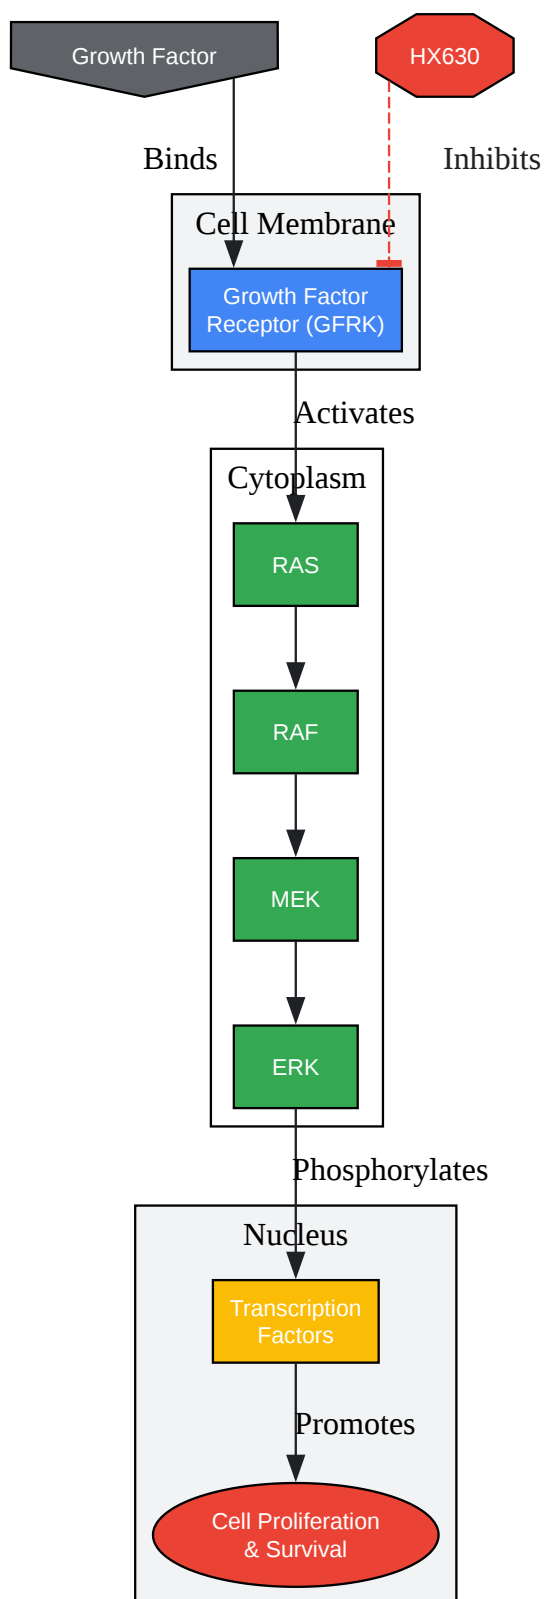 Growth Factor
HX630
Binds
Inhibits
Cell Membrane
Growth Factor
Receptor (GFRK)
Activates
Cytoplasm
RAS
RAF
MEK
ERK
Phosphorylates
Nucleus
Transcription
Factors
Promotes
Cell Proliferation
& Survival